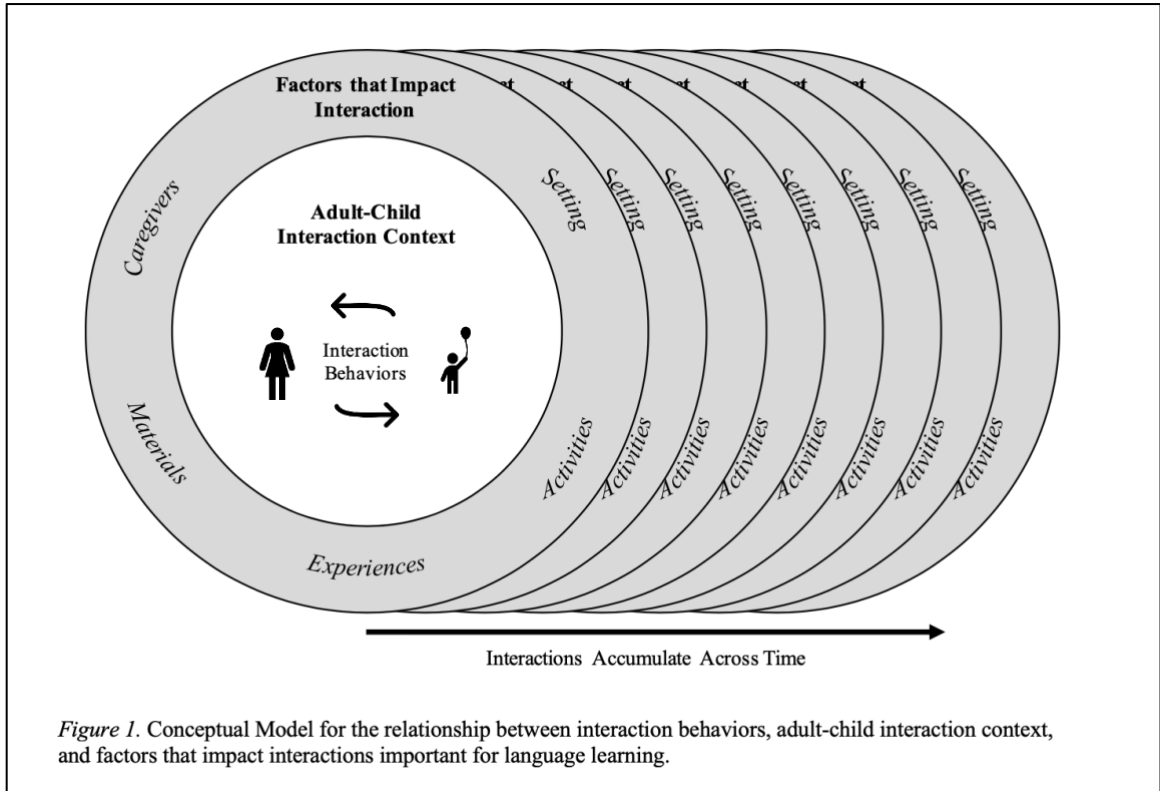 Factors that Impact
Interaction
Caregivers
Setting
Setting
Setting
Setting
Setting
Setting
Setting
Setting
Adult-Child
Interaction Context
Interaction
Behaviors
Materials
Activities
Activities
Activities
Activities
Activities
Activities
Activities
Activities
Experiences
Interactions Accumulate Across Time
Figure 1. Conceptual Model for the relationship between interaction behaviors, adult-child interaction context,
and factors that impact interactions important for language learning.